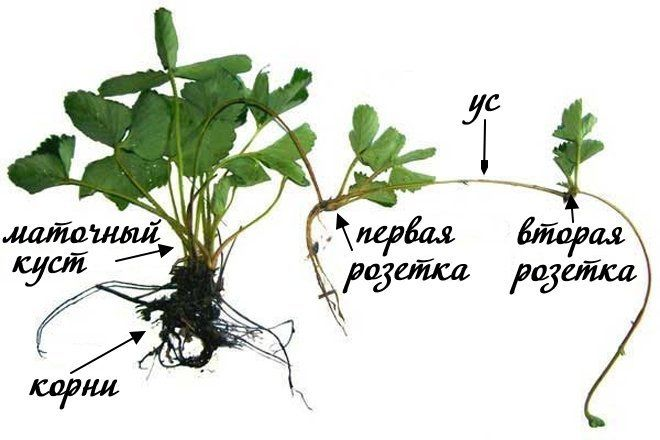 ус
маточный
куст
первая
розетка
вторая
розетка
корни